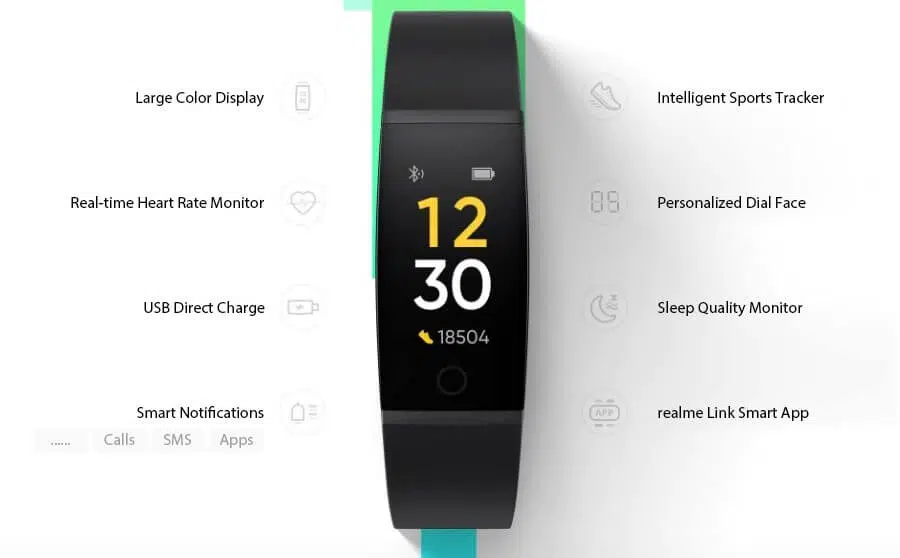 Large Color Display
Real-time Heart Rate Monitor
USB Direct Charge
Smart Notifications
...... Calls SMS Apps
12
30
18504
Intelligent Sports Tracker
Personalized Dial Face
85
Sleep Quality Monitor
realme Link Smart App
APP